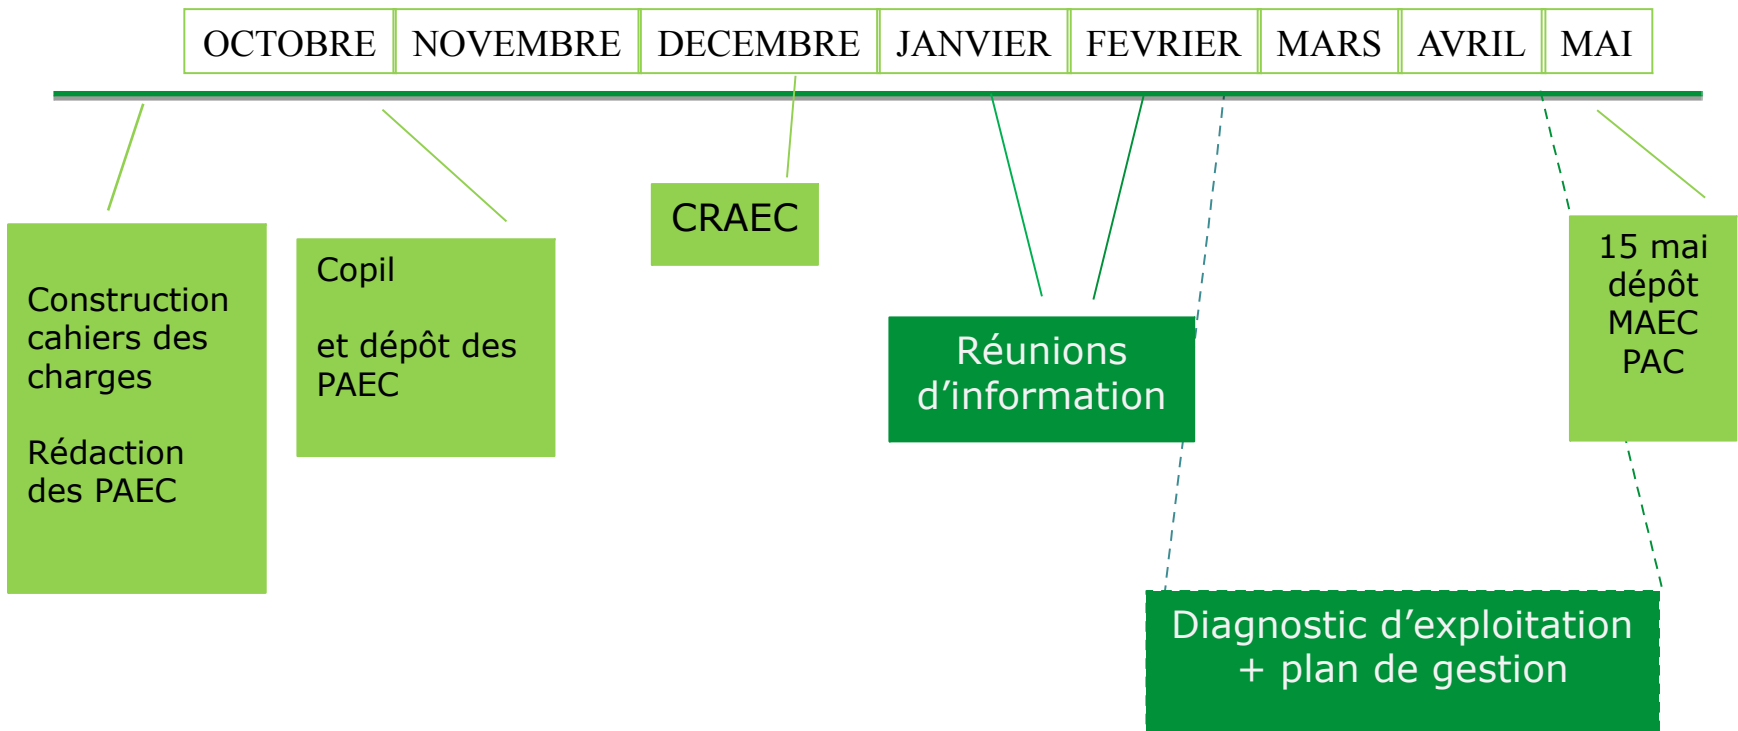 OCTOBRE NOVEMBRE DECEMBRE JANVIER FEVRIER MARS AVRIL MAI
Construction
cahiers des
charges
Rédaction
des PAEC
Copil
et dépôt des
PAEC
CRAEC
Réunions
d’information
Diagnostic d’exploitation
+ plan de gestion
15 mai
dépôt
MAEC
PAC